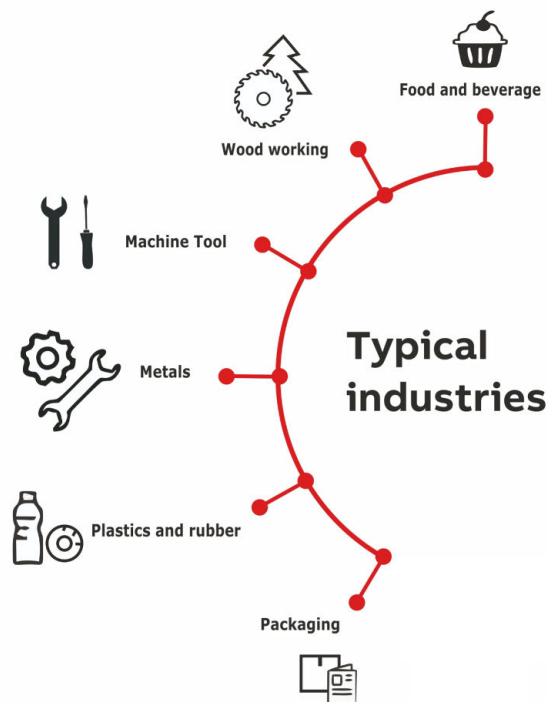 Food and beverage
Wood working
Machine Tool
Typical
industries
Metals
Plastics and rubber
Packaging